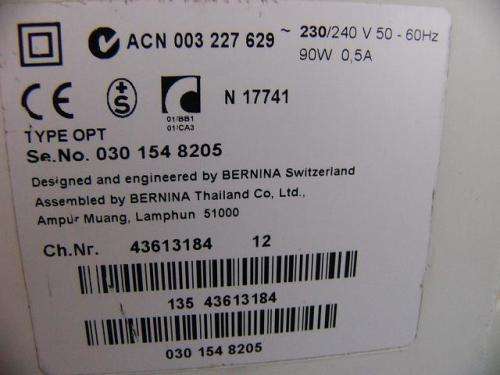 ACN 003 227 629 ~ 230/240 V 50 - 60Hz
90W 0,5A
CE +S N 17741
01/BB1
01/CA3
TYPE OPT
Se.No. 030 154 8205
Designed and engineered by BERNINA Switzerland
Assembled by BERNINA Thailand Co, Ltd.,
Ampur Muang, Lamphun 51000
Ch.Nr. 43613184 12
135 43613184
030 154 8205